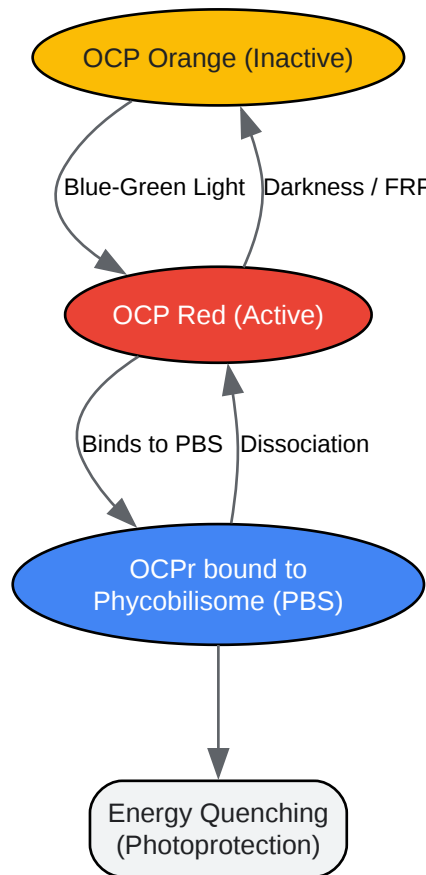 OCP Orange (Inactive)
Blue-Green Light
Darkness / FRP
OCP Red (Active)
Binds to PBS
Dissociation
OCPr bound to
Phycobilisome (PBS)
Energy Quenching
(Photoprotection)